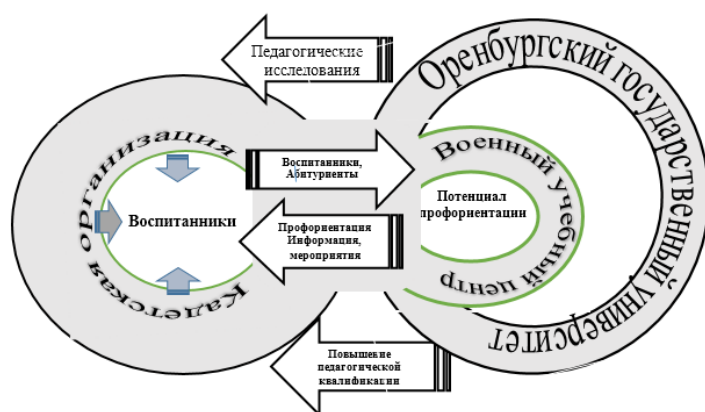 Педагогические
исследования
Оренбургский государственный университет
Кадетская организация
Военный учебный центр
Воспитанники,
Абитуриенты
Воспитанники
Потенциал
профориентации
Профориентация
Информация,
мероприятия
Повышение
педагогической
квалификации